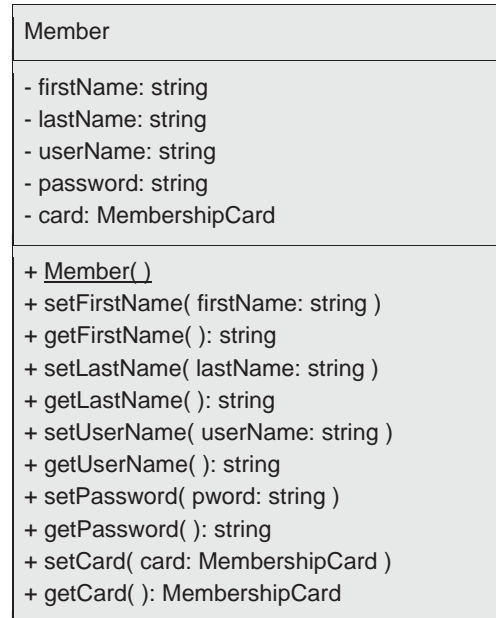 Member
- firstName: string
- lastName: string
- userName: string
- password: string
- card: MembershipCard
+ Member( )
+ setFirstName( firstName: string )
+ getFirstName( ): string
+ setLastName( lastName: string )
+ getLastName( ): string
+ setUserName( userName: string )
+ getUserName( ): string
+ setPassword( pword: string )
+ getPassword( ): string
+ setCard( card: MembershipCard )
+ getCard( ): MembershipCard